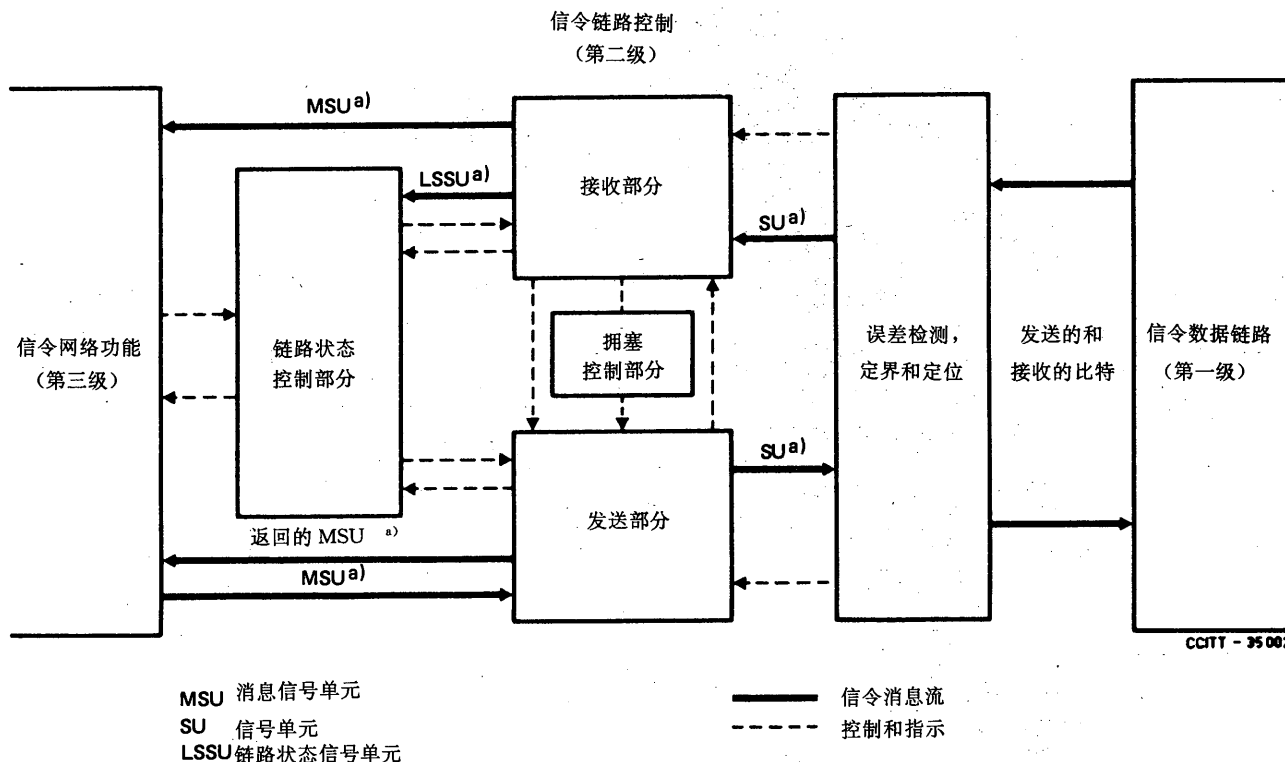 信令链路控制
（第二级）
MSU a)
LSSU a)
接收部分
SU a)
信令网络功能
（第三级）
链路状态
控制部分
拥塞
控制部分
误差检测，
定界和定位
发送的和
接收的比特
信令数据链路
（第一级）
SU a)
发送部分
返回的 MSU a)
MSU a)
CCITT - 35002
MSU 消息信号单元
SU 信号单元
LSSU 链路状态信号单元
信令消息流
控制和指示